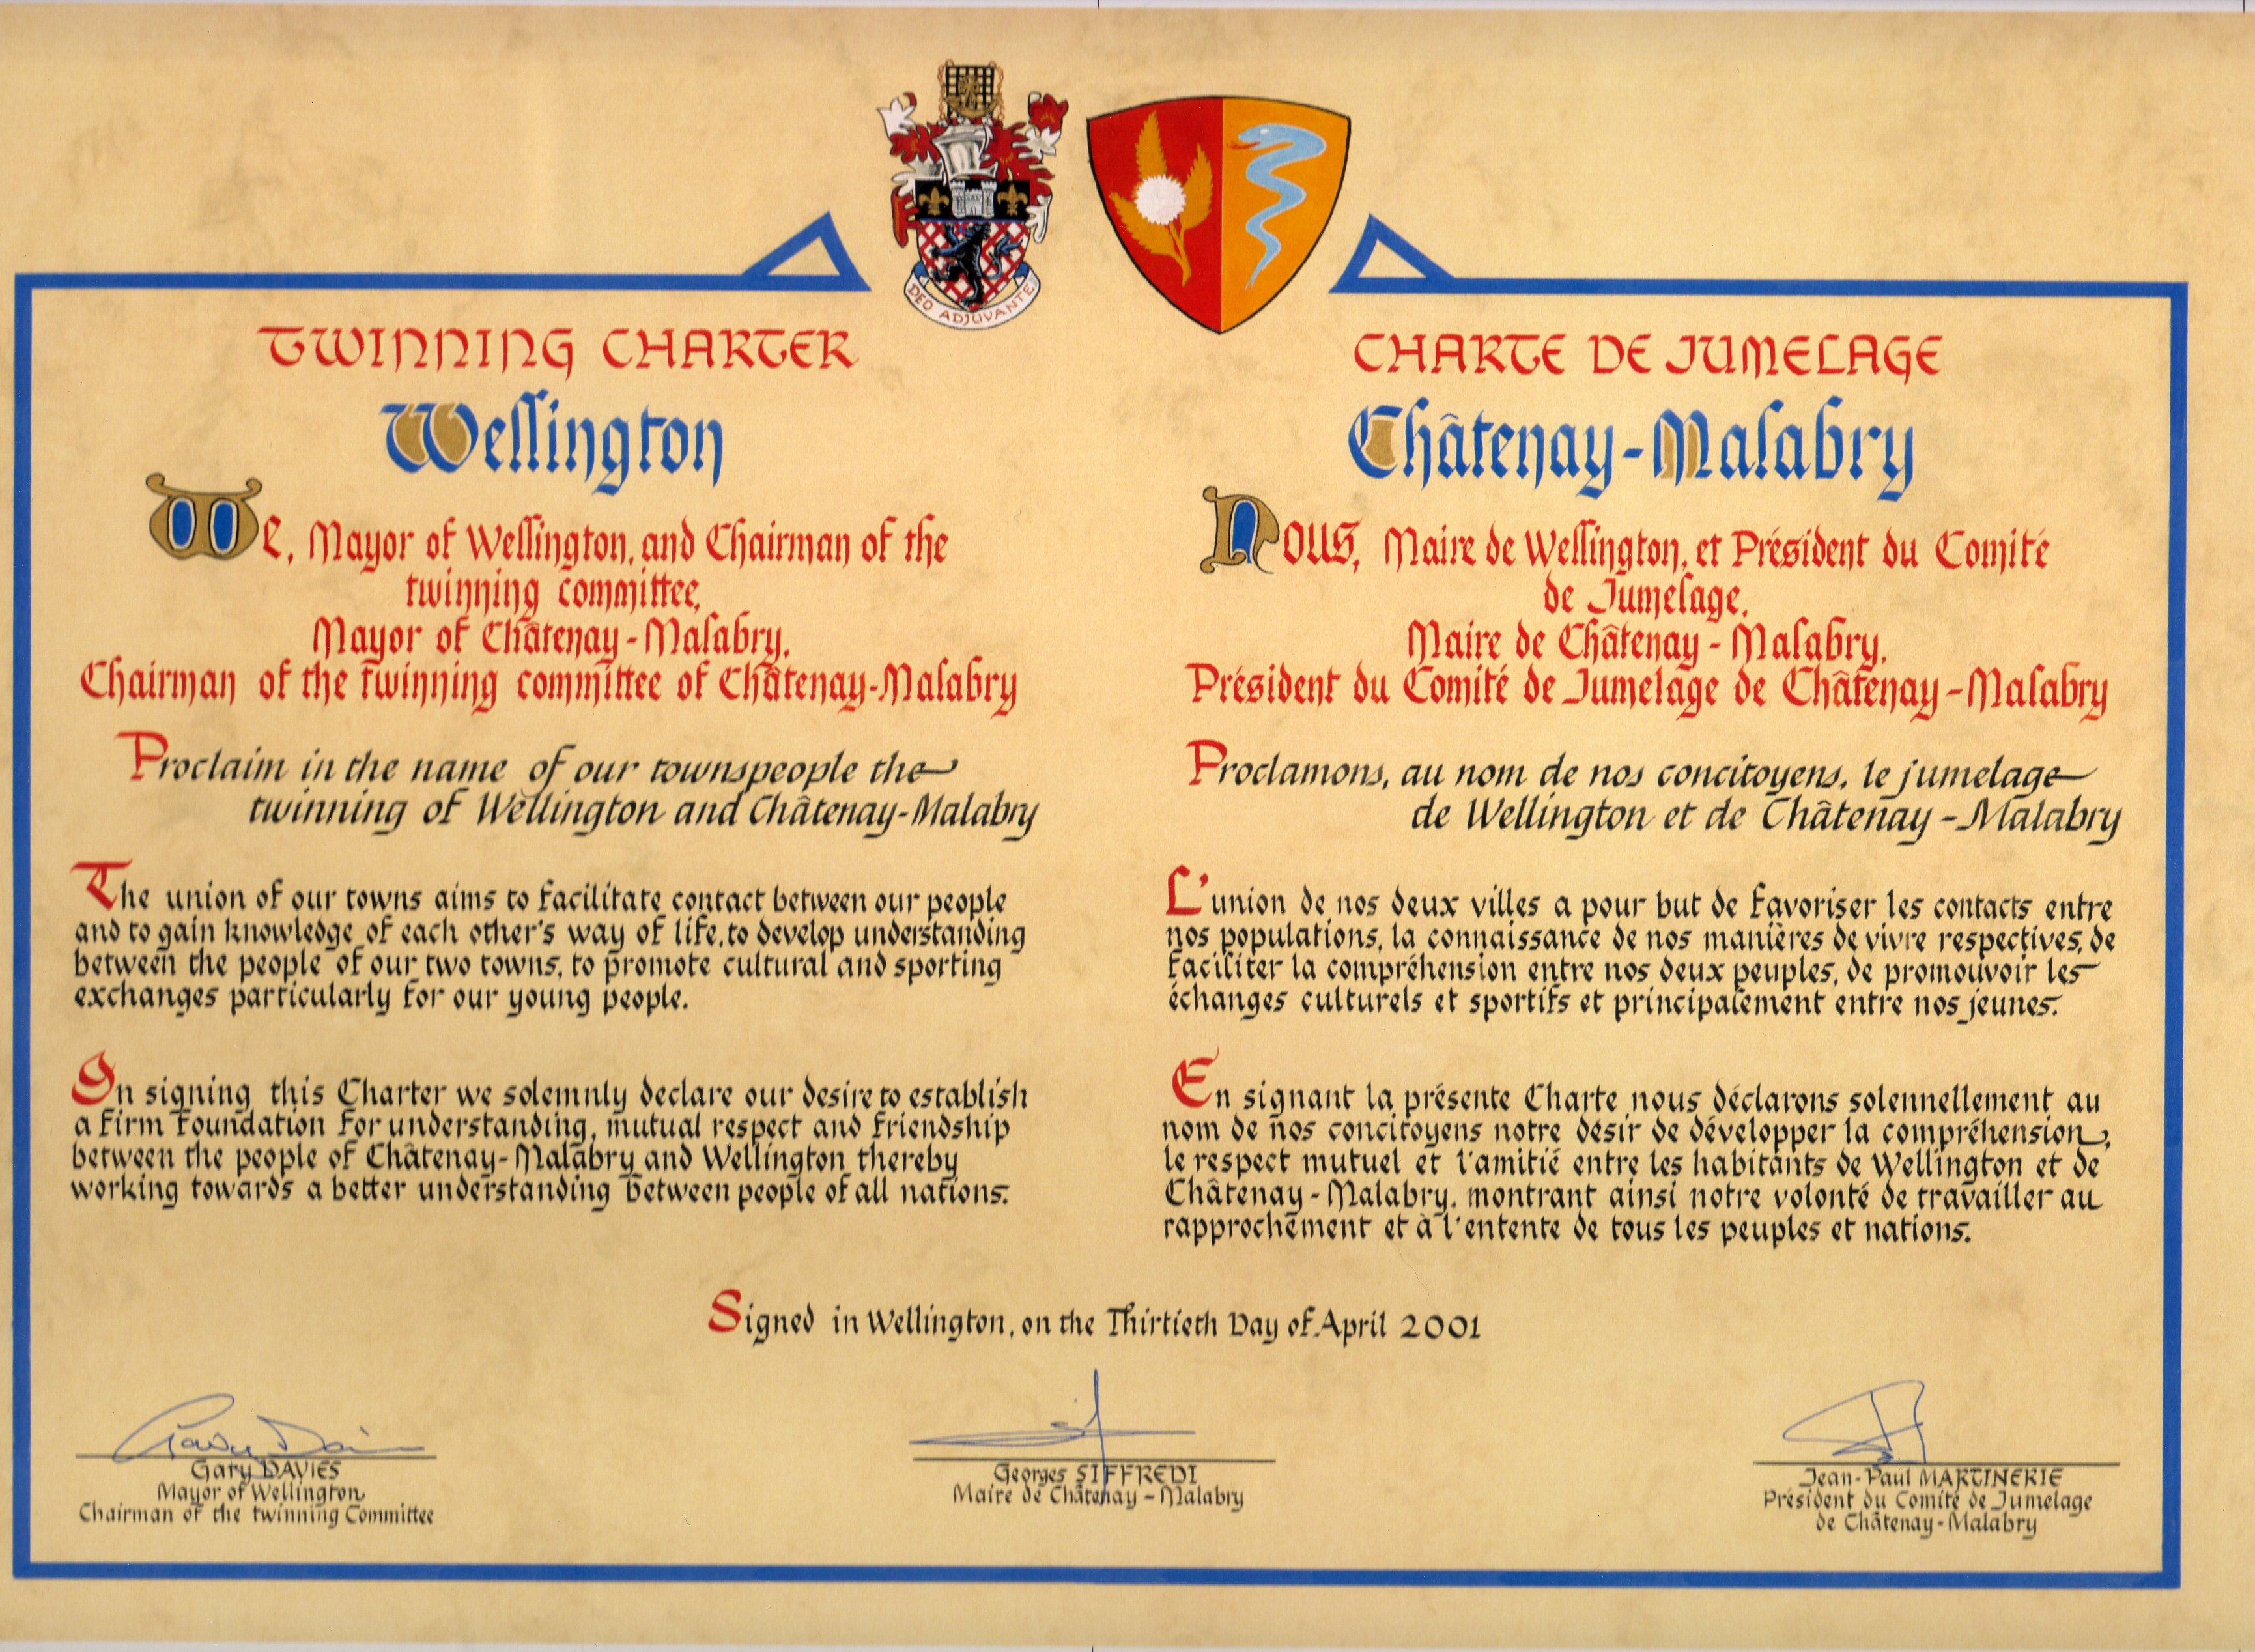 DEO ADJUVANTE
TWINNING CHARTER
Wellington
We, Mayor of Wellington, and Chairman of the
twinning committee,
Mayor of Châtenay-Malabry,
Chairman of the twinning committee of Châtenay-Malabry
Proclaim in the name of our townspeople the
twinning of Wellington and Châtenay-Malabry
The union of our towns aims to facilitate contact between our people
and to gain knowledge of each other's way of life, to develop understanding
between the people of our two towns, to promote cultural and sporting
exchanges particularly for our young people.
In signing this Charter we solemnly declare our desire to establish
a firm foundation for understanding, mutual respect and friendship
between the people of Châtenay-Malabry and Wellington thereby
working towards a better understanding between people of all nations.
CHARTE DE JUMELAGE
Châtenay-Malabry
Nous, Maire de Wellington, et Président du Comité
de Jumelage,
Maire de Châtenay-Malabry,
Président du Comité de Jumelage de Châtenay-Malabry
Proclamons, au nom de nos concitoyens, le jumelage
de Wellington et de Châtenay-Malabry
L'union de nos deux villes a pour but de favoriser les contacts entre
nos populations, la connaissance de nos manières de vivre respectives, de
faciliter la compréhension entre nos deux peuples, de promouvoir les
échanges culturels et sportifs et principalement entre nos jeunes.
En signant la présente Charte nous déclarons solennellement au
nom de nos concitoyens notre désir de développer la compréhension,
le respect mutuel et l'amitié entre les habitants de Wellington et de
Châtenay-Malabry, montrant ainsi notre volonté de travailler au
rapprochement et à l'entente de tous les peuples et nations.
Signed in Wellington, on the Thirtieth Day of April 2001
Gary DAVIES
Mayor of Wellington
Chairman of the twinning Committee
Georges SIFFREDI
Maire de Châtenay-Malabry
Jean-Paul MARTINERIE
Président du Comité de Jumelage
de Châtenay-Malabry